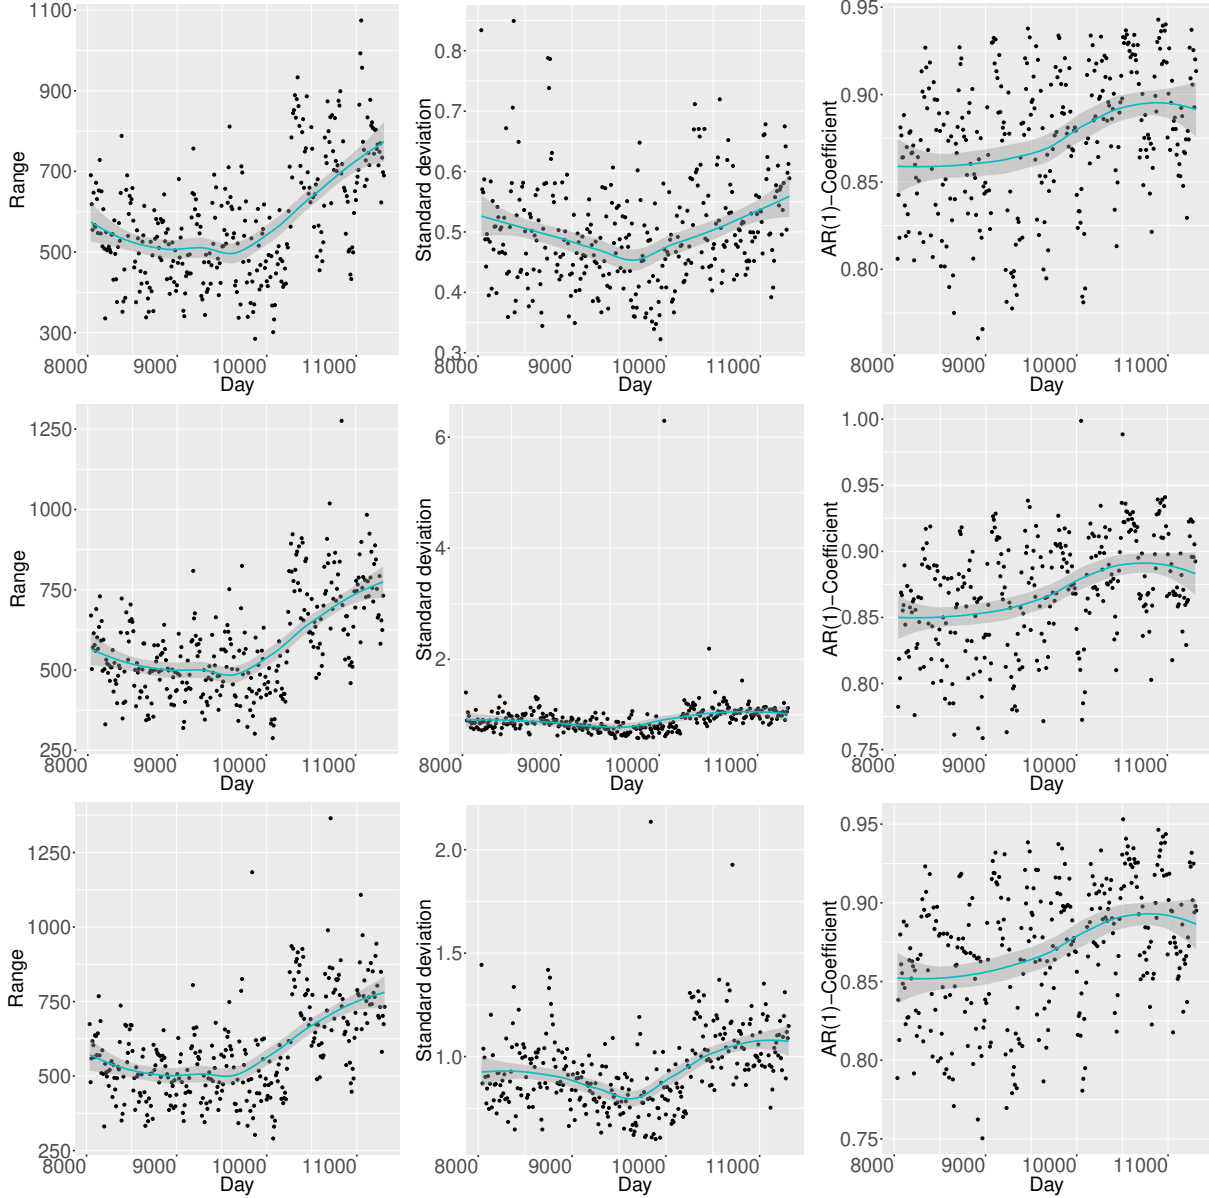 Range
1100
900
700
500
300
8000 9000 10000 11000
Day
Standard deviation
0.8
0.7
0.6
0.5
0.4
0.3
8000 9000 10000 11000
Day
AR(1)−Coefficient
0.95
0.90
0.85
0.80
8000 9000 10000 11000
Day
Range
1250
1000
750
500
250
8000 9000 10000 11000
Day
Standard deviation
6
4
2
8000 9000 10000 11000
Day
AR(1)−Coefficient
1.00
0.95
0.90
0.85
0.80
0.75
8000 9000 10000 11000
Day
Range
1250
1000
750
500
250
8000 9000 10000 11000
Day
Standard deviation
2.0
1.5
1.0
8000 9000 10000 11000
Day
AR(1)−Coefficient
0.95
0.90
0.85
0.80
0.75
8000 9000 10000 11000
Day